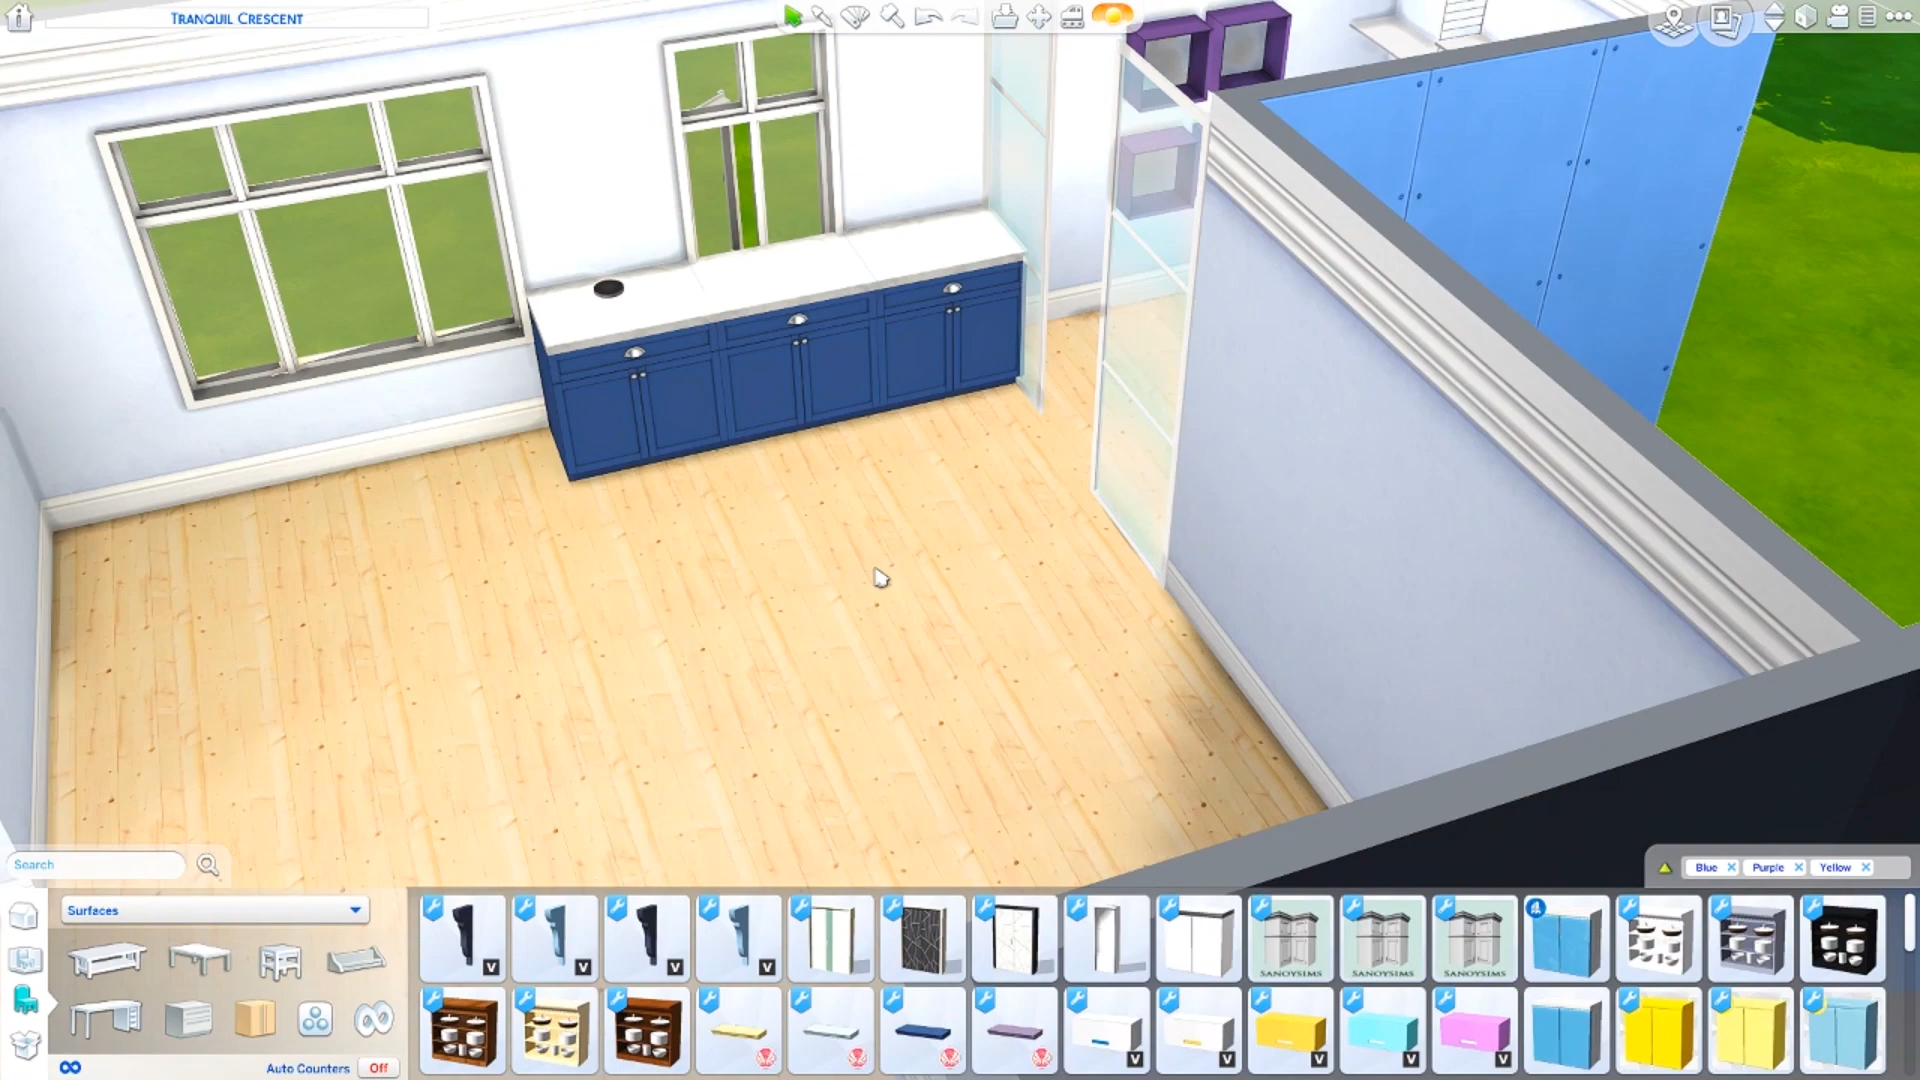 TRANQUIL CRESCENT
Search
Blue
Purple
Yellow
Surfaces
V
V
V
V
SANOYSIMS
SANOYSIMS
SANOYSIMS
V
V
V
V
V
Auto Counters
Off